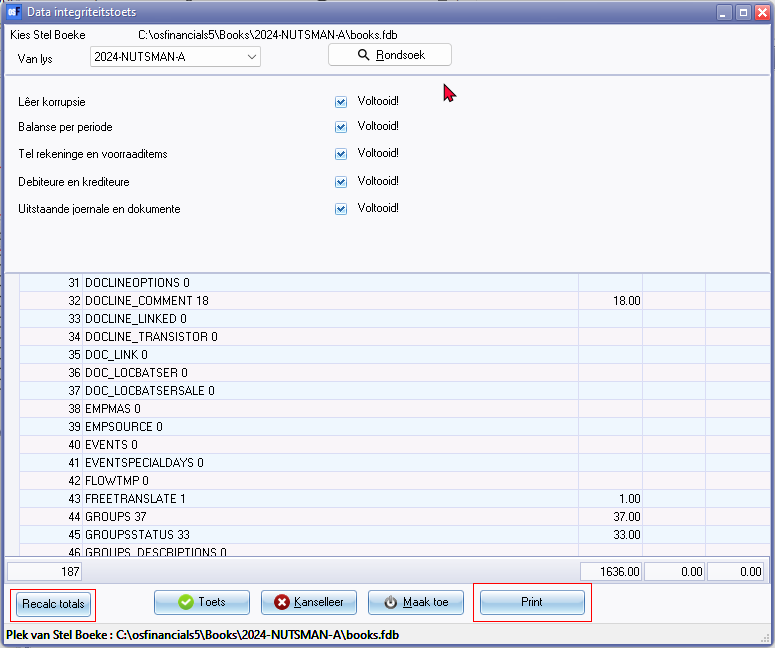 Data integriteitstoets
Kies Stel Boeke C:\osfinancials5\Books\2024-NUTSMAN-A\books.fdb
Van lys 2024-NUTSMAN-A Rondsoek
Lêer korrupsie Voltooid!
Balanse per periode Voltooid!
Tel rekeninge en voorraaditems Voltooid!
Debiteure en krediteure Voltooid!
Uitstaande joernale en dokumente Voltooid!
31 DOCLINEOPTIONS 0
32 DOCLINE_COMMENT 18 18.00
33 DOCLINE_LINKED 0
34 DOCLINE_TRANSISTOR 0
35 DOC_LINK 0
36 DOC_LOCBATSER 0
37 DOC_LOCBATSERSALE 0
38 EMPMAS 0
39 EMPSOURCE 0
40 EVENTS 0
41 EVENTSPECIALDAYS 0
42 FLOWTMP 0
43 FREETRANSLATE 1 1.00
44 GROUPS 37 37.00
45 GROUPSSTATUS 33 33.00
46 GROUPS_DESCRIPTIONS 0
187 1636.00 0.00 0.00
Recalc totals Toets Kanselleer Maak toe Print
Plek van Stel Boeke : C:\osfinancials5\Books\2024-NUTSMAN-A\books.fdb